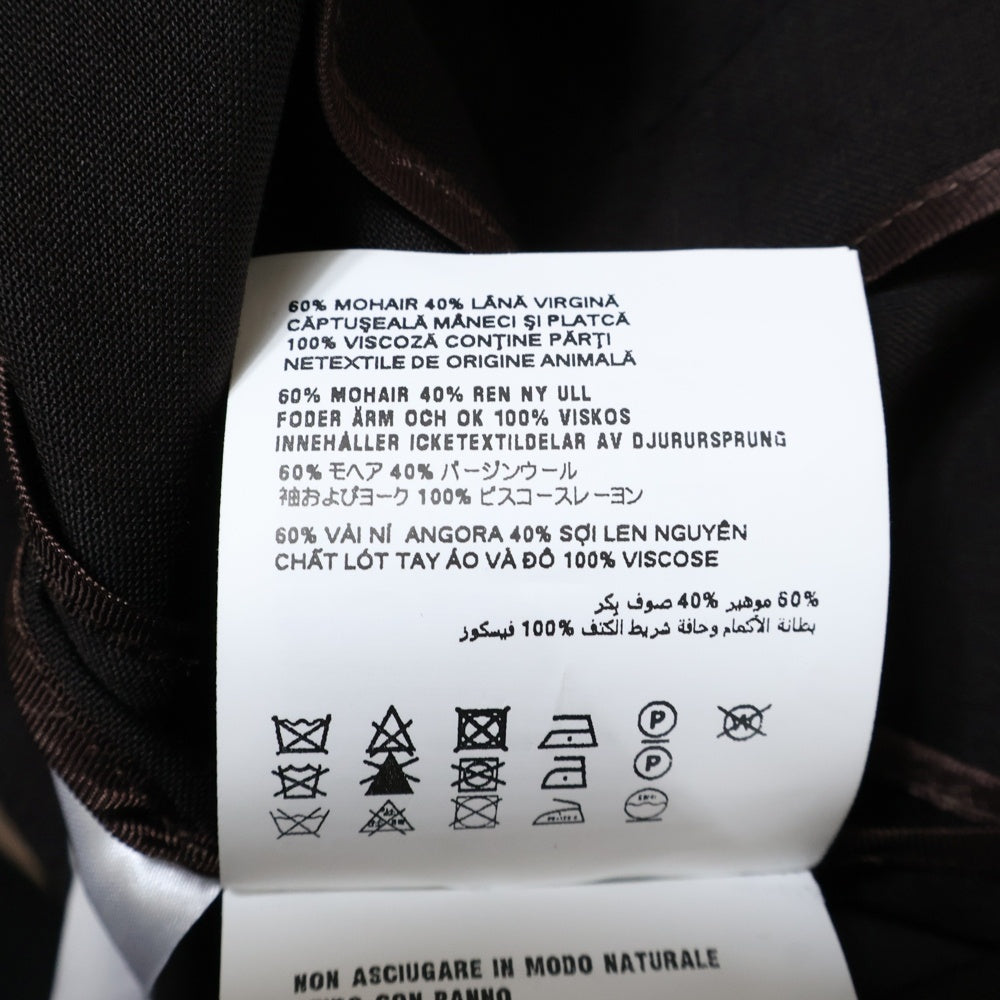 60% MOHAIR 40% LÂNĂ VIRGINĂ
CĂPTUŞEALĂ MÂNECI ŞI PLATCĂ
100% VISCOZĂ CONŢINE PĂRŢI
NETEXTILE DE ORIGINE ANIMALĂ
60% MOHAIR 40% REN NY ULL
FODER ÄRM OCH OK 100% VISKOS
INNEHÅLLER ICKETEXTILDELAR AV DJURURSPRUNG
60% モヘア 40% バージンウール
袖およびヨーク 100% ビスコースレーヨン
60% VẢI NỈ ANGORA 40% SỢI LEN NGUYÊN
CHẤT LÓT TAY ÁO VÀ ĐÔ 100% VISCOSE
60% موهير 40% صوف بكر
بطانة الأكمام وحافة شريط الكتف 100% فيسكوز
P
P
NON ASCIUGARE IN MODO NATURALE
CON PANNO